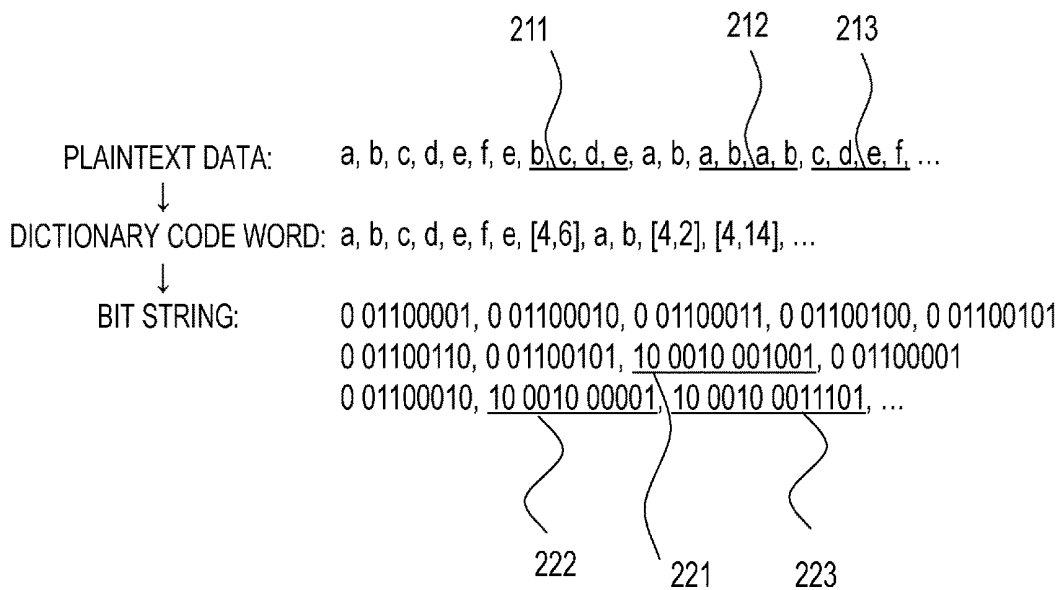 211 212 213
PLAINTEXT DATA: a, b, c, d, e, f, e, b, c, d, e, a, b, a, b, a, b, c, d, e, f, ...
↓
DICTIONARY CODE WORD: a, b, c, d, e, f, e, [4,6], a, b, [4,2], [4,14], ...
↓
BIT STRING: 0 01100001, 0 01100010, 0 01100011, 0 01100100, 0 01100101
0 01100110, 0 01100101, 10 0010 001001, 0 01100001
0 01100010, 10 0010 00001, 10 0010 0011101, ...
222 221 223